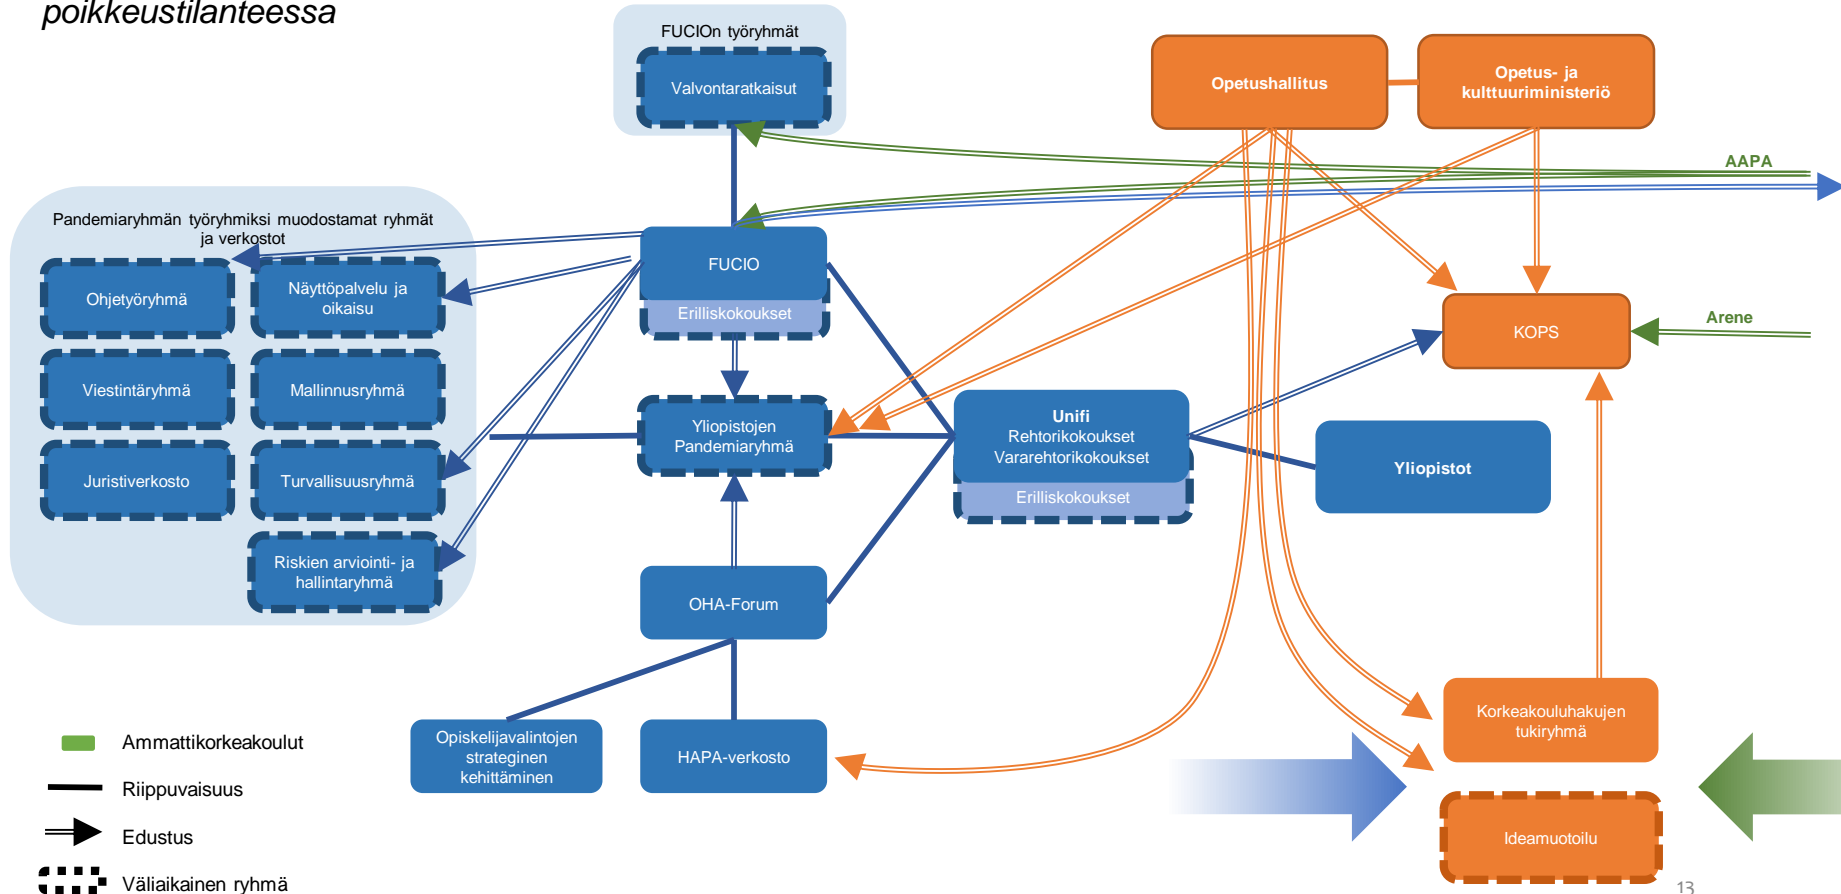 poikkeustilanteessa
FUCIOn työryhmät
Valvontaratkaisut
Opetushallitus
Opetus- ja
kulttuuriministeriö
AAPA
Pandemiaryhmän työryhmiksi muodostamat ryhmät
ja verkostot
Ohjetyöryhmä
Näyttöpalvelu ja
oikaisu
Viestintäryhmä
Mallinnusryhmä
Juristiverkosto
Turvallisuusryhmä
Riskien arviointi- ja
hallintaryhmä
FUCIO
Erilliskokoukset
Yliopistojen
Pandemiaryhmä
Unifi
Rehtorikokoukset
Vararehtorikokoukset
Erilliskokoukset
KOPS
Arene
Yliopistot
OHA-Forum
Opiskelijavalintojen
strateginen
kehittäminen
HAPA-verkosto
Korkeakouluhakujen
tukiryhmä
Ideamuotoilu
Ammattikorkeakoulut
Riippuvaisuus
Edustus
Väliaikainen ryhmä
13